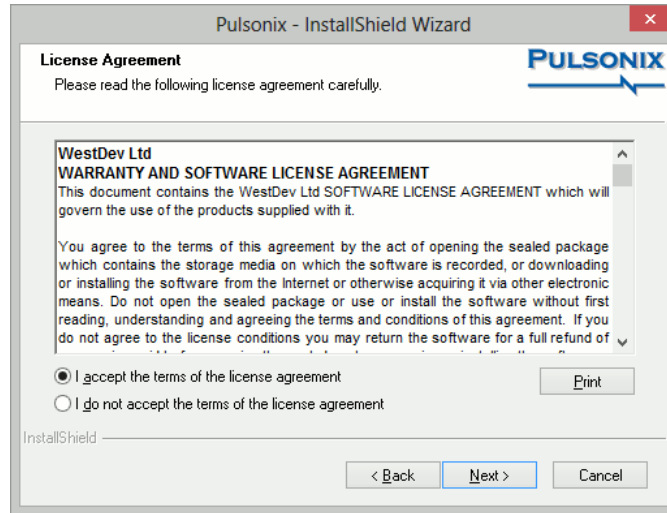 Pulsonix - InstallShield Wizard
License Agreement
Please read the following license agreement carefully.
PULSONIX
WestDev Ltd
WARRANTY AND SOFTWARE LICENSE AGREEMENT
This document contains the WestDev Ltd SOFTWARE LICENSE AGREEMENT which will
govern the use of the products supplied with it.
You agree to the terms of this agreement by the act of opening the sealed package
which contains the storage media on which the software is recorded, or downloading
or installing the software from the Internet or otherwise acquiring it via other electronic
means. Do not open the sealed package or use or install the software without first
reading, understanding and agreeing the terms and conditions of this agreement. If you
do not agree to the license conditions you may return the software for a full refund of
I accept the terms of the license agreement
Print
I do not accept the terms of the license agreement
InstallShield
< Back
Next >
Cancel